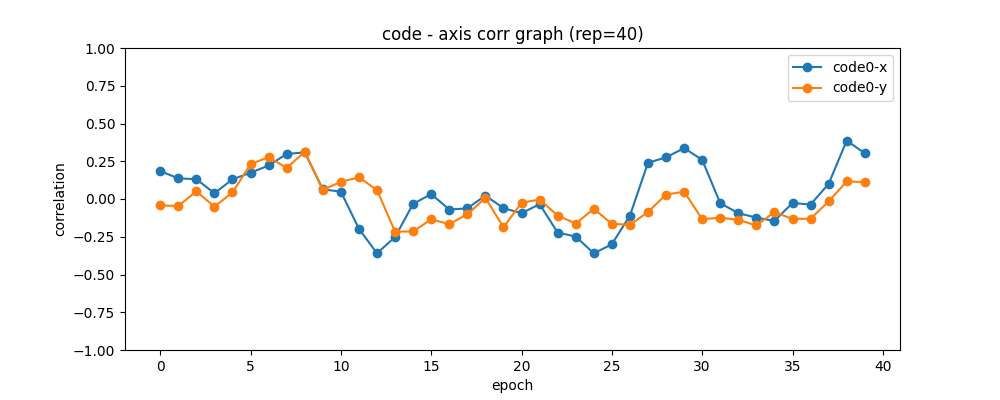 code - axis corr graph (rep=40)
1.00
0.75
0.50
0.25
0.00
−0.25
−0.50
−0.75
−1.00
correlation
0 5 10 15 20 25 30 35 40
epoch
code0-x
code0-y